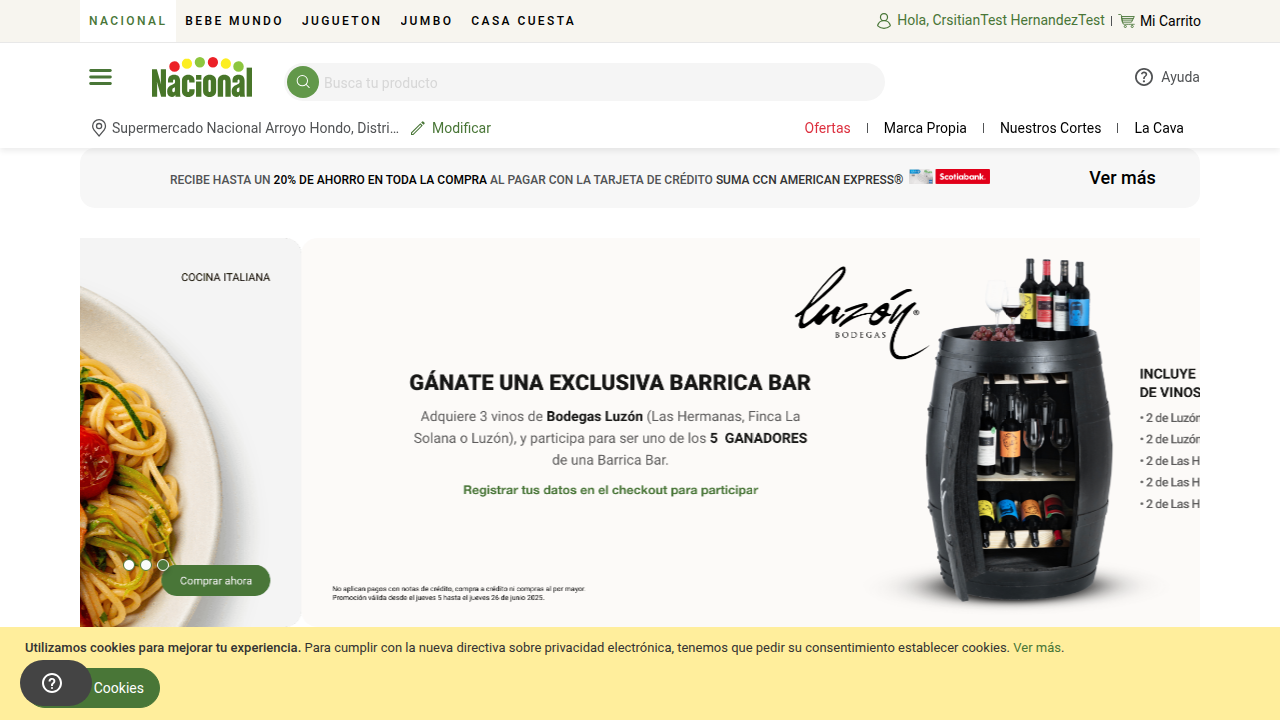 NACIONAL BEBE MUNDO JUGUETON JUMBO CASA CUESTA
Hola, CrsitianTest HernandezTest
Mi Carrito
Nacional
Busca tu producto
Ayuda
Supermercado Nacional Arroyo Hondo, Distri...
Modificar
Ofertas
Marca Propia
Nuestros Cortes
La Cava
RECIBE HASTA UN 20% DE AHORRO EN TODA LA COMPRA AL PAGAR CON LA TARJETA DE CRÉDITO SUMA CCN AMERICAN EXPRESS®
Scotiabank.
Ver más
COCINA ITALIANA
Comprar ahora
luzón®
BODEGAS
GÁNATE UNA EXCLUSIVA BARRICA BAR
Adquiere 3 vinos de Bodegas Luzón (Las Hermanas, Finca La
Solana o Luzón), y participa para ser uno de los 5 GANADORES
de una Barrica Bar.
Registrar tus datos en el checkout para participar
No aplican pagos con notas de crédito, compra a crédito ni compras al por mayor.
Promoción válida desde el jueves 5 hasta el jueves 26 de junio 2025.
INCLUYE
DE VINOS
• 2 de Luzón
• 2 de Luzón
• 2 de Las H
• 2 de Las H
• 2 de Las H
Utilizamos cookies para mejorar tu experiencia. Para cumplir con la nueva directiva sobre privacidad electrónica, tenemos que pedir su consentimiento establecer cookies. Ver más.
Cookies